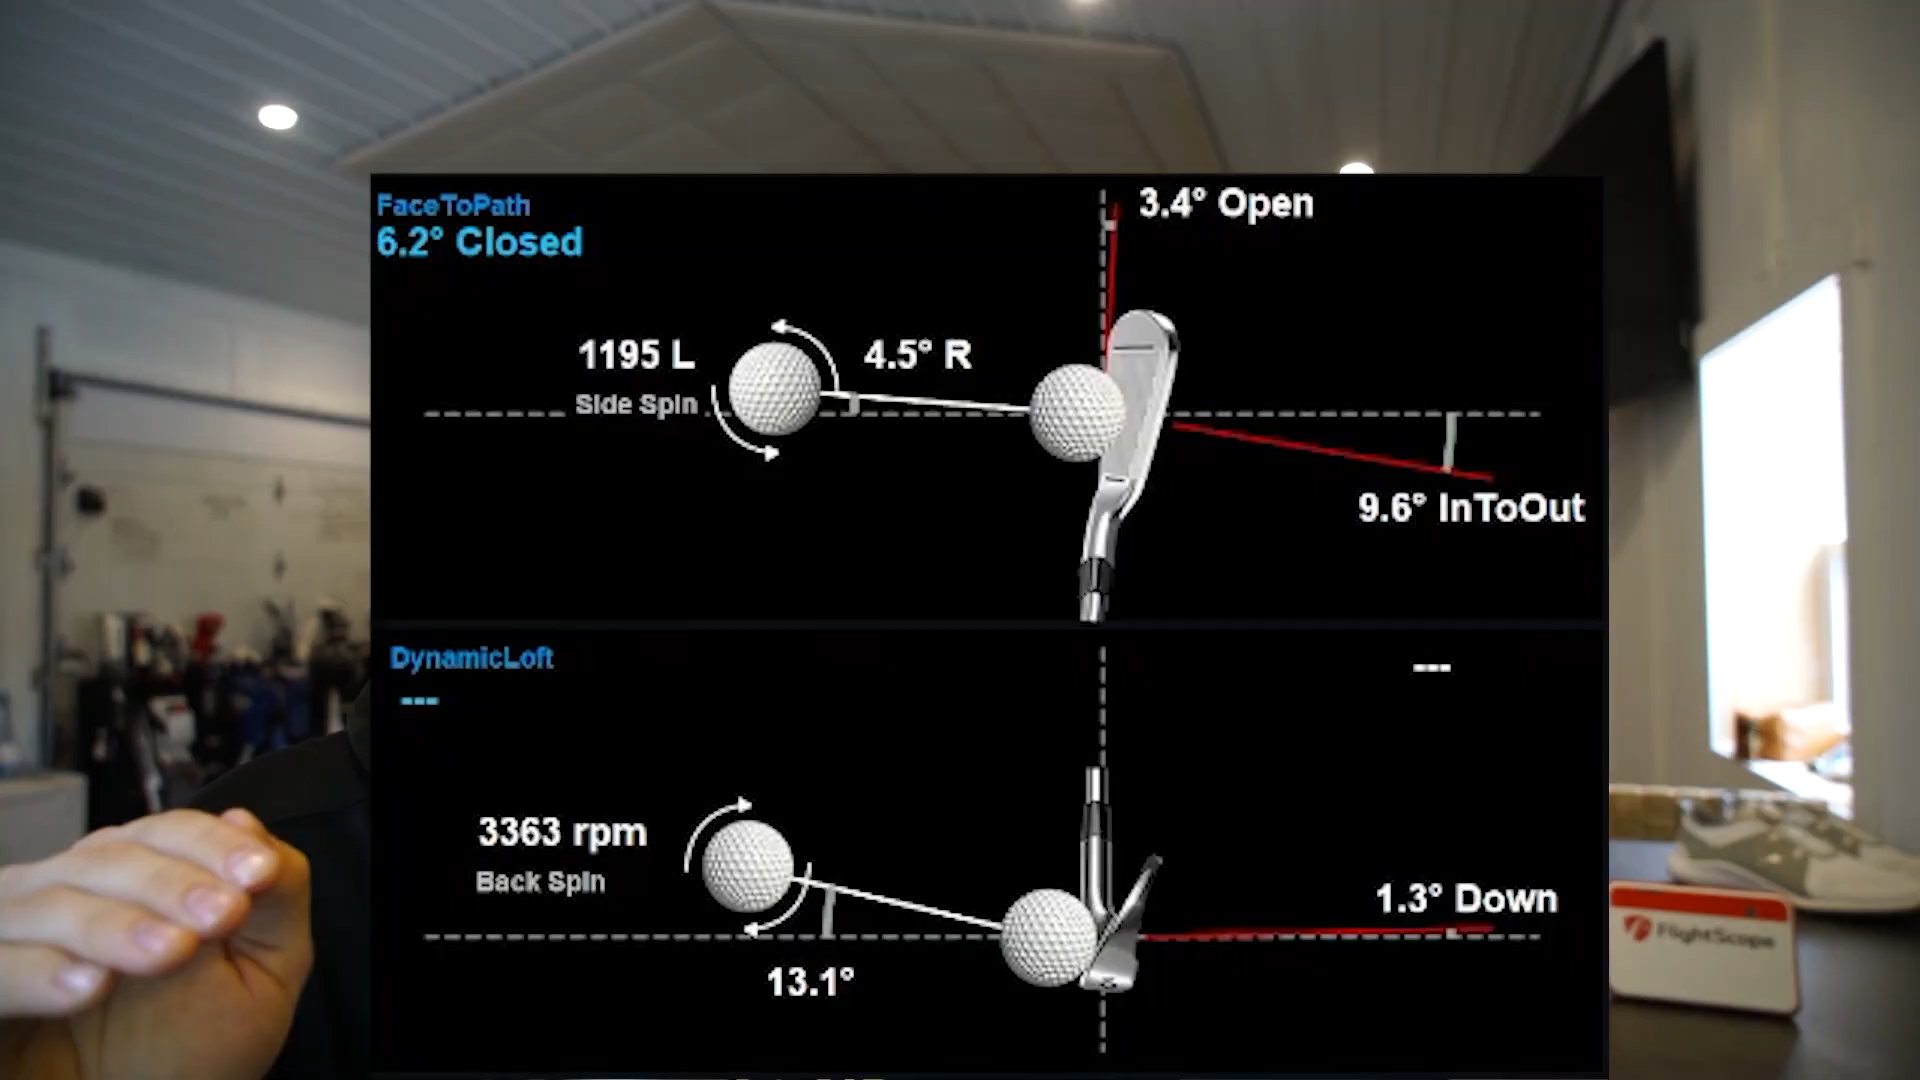 FaceToPath
6.2° Closed
3.4° Open
1195 L
Side Spin
4.5° R
9.6° InToOut
DynamicLoft
---
---
3363 rpm
Back Spin
13.1°
1.3° Down
FlightScope